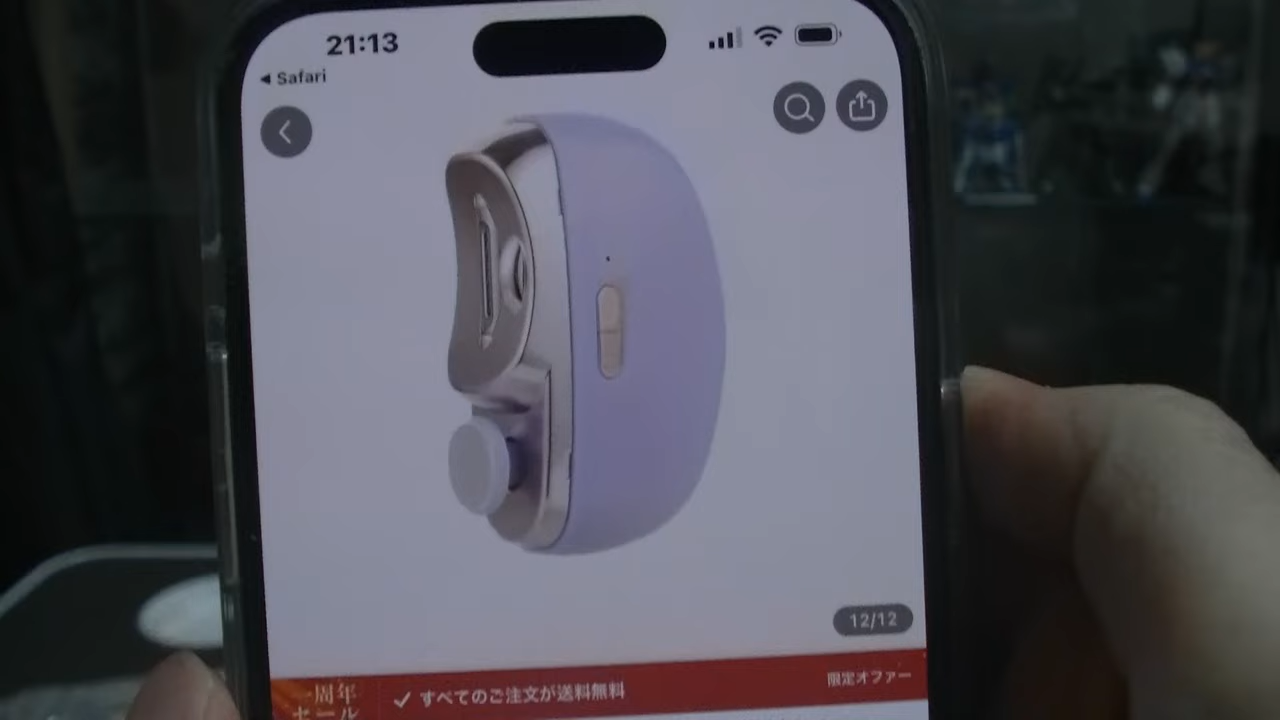 21:13
◀ Safari
12/12
一周年
セール
✓ すべてのご注文が送料無料
限定オファー